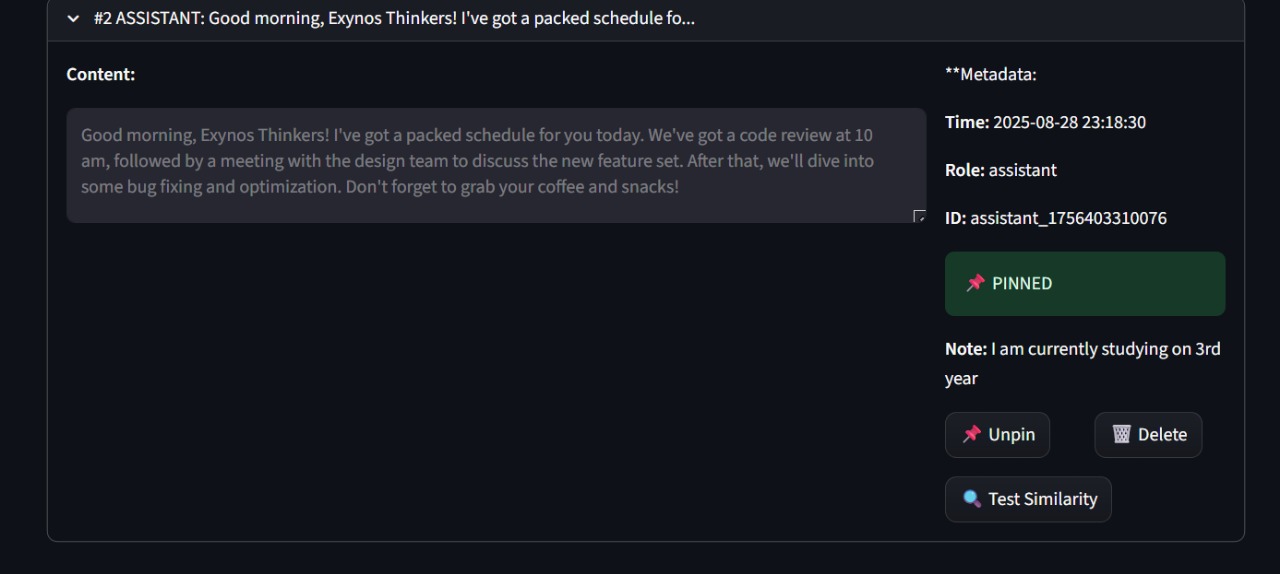 #2 ASSISTANT: Good morning, Exynos Thinkers! I've got a packed schedule fo...
Content:
Good morning, Exynos Thinkers! I've got a packed schedule for you today. We've got a code review at 10
am, followed by a meeting with the design team to discuss the new feature set. After that, we'll dive into
some bug fixing and optimization. Don't forget to grab your coffee and snacks!
**Metadata:
Time: 2025-08-28 23:18:30
Role: assistant
ID: assistant_1756403310076
📌 PINNED
Note: I am currently studying on 3rd
year
📌 Unpin
🗑️ Delete
🔍 Test Similarity